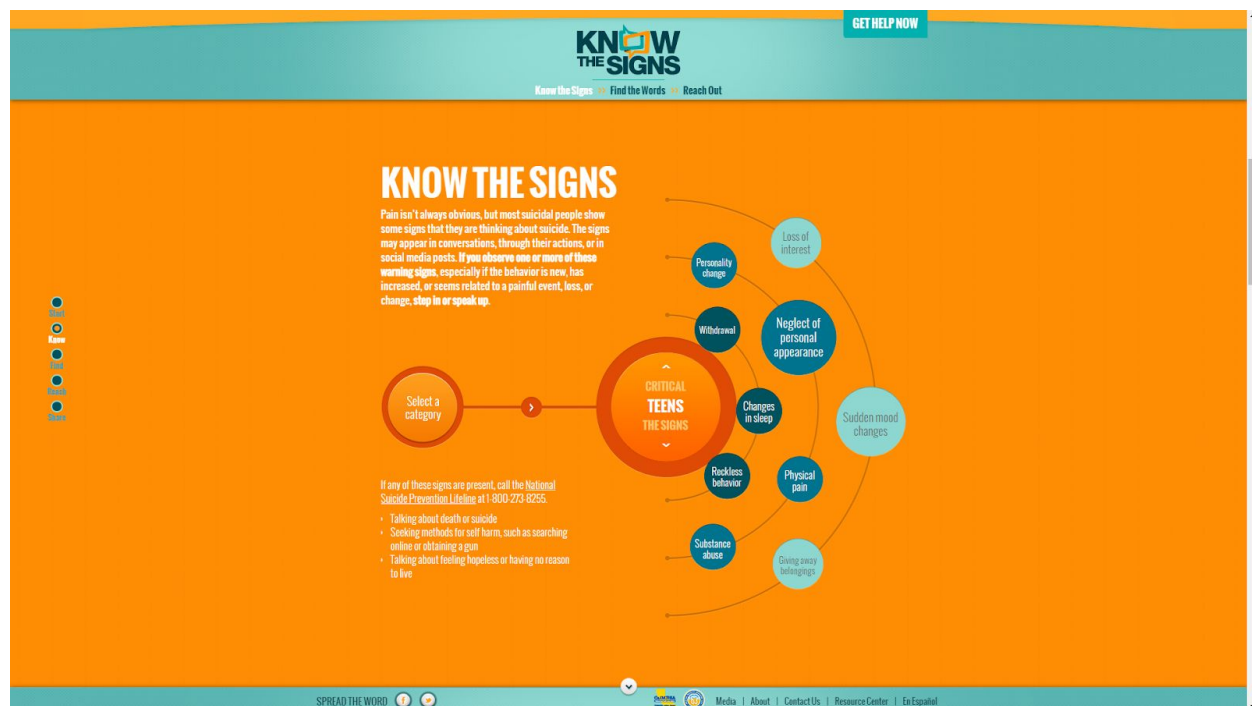 GET HELP NOW
KNOW
THE SIGNS
Know the Signs » Find the Words » Reach Out
KNOW THE SIGNS
Pain isn't always obvious, but most suicidal people show
some signs that they are thinking about suicide. The signs
may appear in conversations, through their actions, or in
social media posts. If you observe one or more of these
warning signs, especially if the behavior is new, has
increased, or seems related to a painful event, loss, or
change, step in or speak up.
Start
Know
Find
Reach
Share
Select a
category
CRITICAL
TEENS
THE SIGNS
Loss of
interest
Personality
change
Withdrawal
Neglect of
personal
appearance
Changes
in sleep
Sudden mood
changes
Reckless
behavior
Physical
pain
Substance
abuse
Giving away
belongings
If any of these signs are present, call the National
Suicide Prevention Lifeline at 1-800-273-8255.
› Talking about death or suicide
› Seeking methods for self harm, such as searching
online or obtaining a gun
› Talking about feeling hopeless or having no reason
to live
SPREAD THE WORD
Media | About | Contact Us | Resource Center | En Español